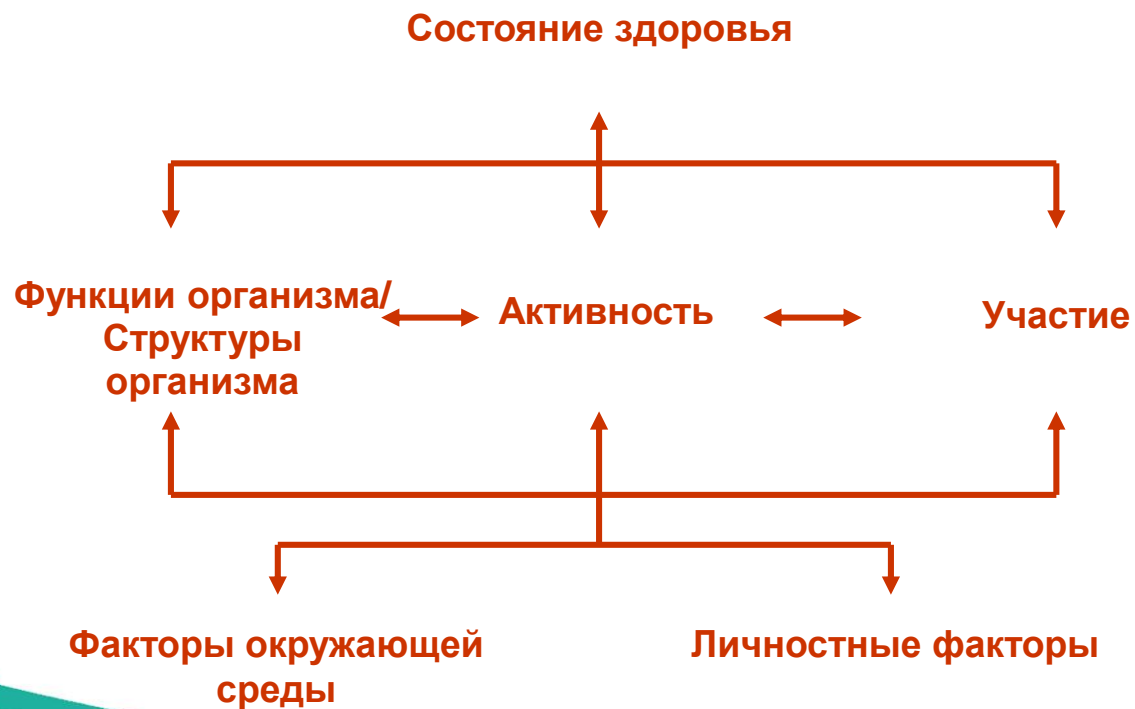 Состояние здоровья
Функции организма/
Структуры
организма
Активность
Участие
Факторы окружающей
среды
Личностные факторы